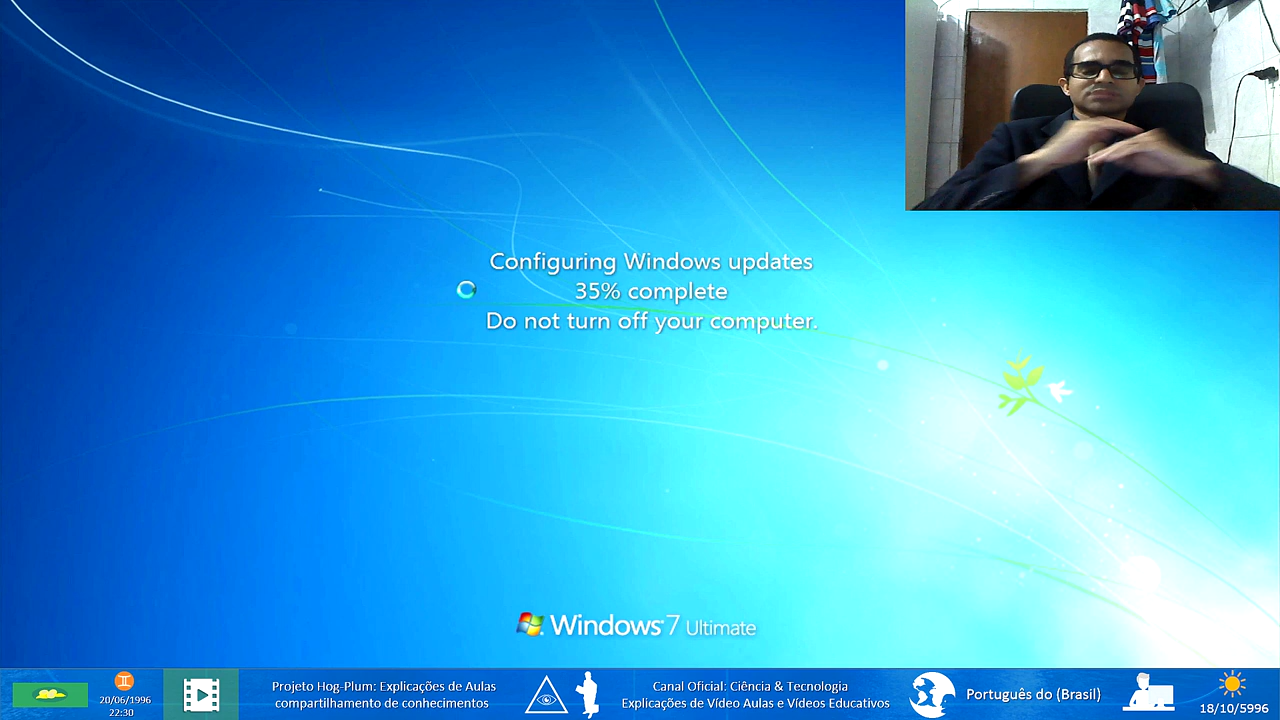 Configuring Windows updates
35% complete
Do not turn off your computer.
Windows 7 Ultimate
20/06/1996
22:30
Projeto Hog-Plum: Explicações de Aulas
compartilhamento de conhecimentos
Canal Oficial: Ciência & Tecnologia
Explicações de Vídeo Aulas e Vídeos Educativos
Português do (Brasil)
18/10/5996